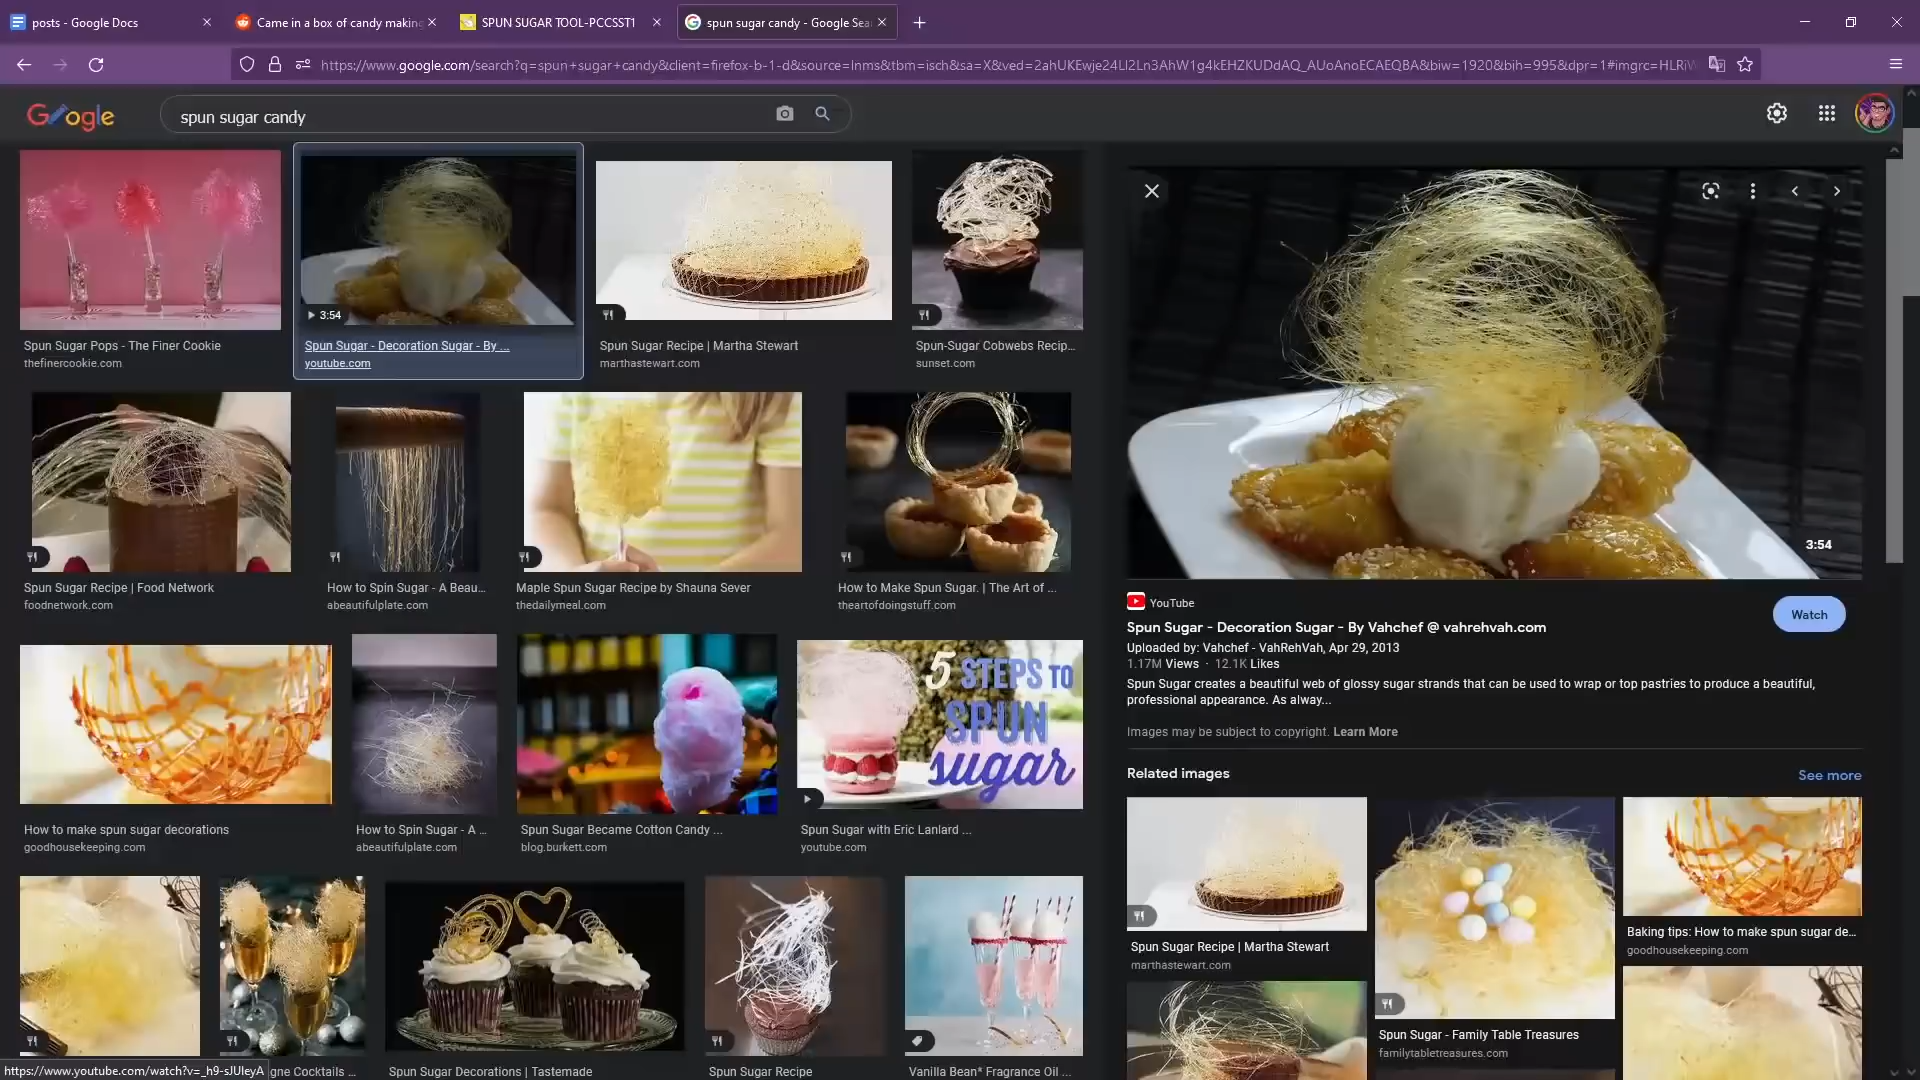 posts - Google Docs
Came in a box of candy making
SPUN SUGAR TOOL-PCCSST1
spun sugar candy - Google Sea
https://www.google.com/search?q=spun+sugar+candy&client=firefox-b-1-d&source=lnms&tbm=isch&sa=X&ved=2ahUKEwje24LI2Ln3AhW1g4kEHZKUDdAQ_AUoAnoECAEQBA&biw=1920&bih=995&dpr=1#imgrc=HLRiW
Google
spun sugar candy
3:54
Spun Sugar Pops - The Finer Cookie
thefinercookie.com
Spun Sugar - Decoration Sugar - By ...
youtube.com
Spun Sugar Recipe | Martha Stewart
marthastewart.com
Spun-Sugar Cobwebs Recip...
sunset.com
Spun Sugar Recipe | Food Network
foodnetwork.com
How to Spin Sugar - A Beau...
abeautifulplate.com
Maple Spun Sugar Recipe by Shauna Sever
thedailymeal.com
How to Make Spun Sugar. | The Art of ...
theartofdoingstuff.com
5 STEPS TO
SPUN
sugar
How to make spun sugar decorations
goodhousekeeping.com
How to Spin Sugar - A ...
abeautifulplate.com
Spun Sugar Became Cotton Candy ...
blog.burkett.com
Spun Sugar with Eric Lanlard ...
youtube.com
https://www.youtube.com/watch?v=_h9-sJUleyA
gne Cocktails ...
Spun Sugar Decorations | Tastemade
Spun Sugar Recipe
Vanilla Bean* Fragrance Oil ...
3:54
YouTube
Watch
Spun Sugar - Decoration Sugar - By Vahchef @ vahrehvah.com
Uploaded by: Vahchef - VahRehVah, Apr 29, 2013
1.17M Views · 12.1K Likes
Spun Sugar creates a beautiful web of glossy sugar strands that can be used to wrap or top pastries to produce a beautiful,
professional appearance. As alway...
Images may be subject to copyright. Learn More
Related images
See more
Spun Sugar Recipe | Martha Stewart
marthastewart.com
Spun Sugar - Family Table Treasures
familytabletreasures.com
Baking tips: How to make spun sugar de...
goodhousekeeping.com